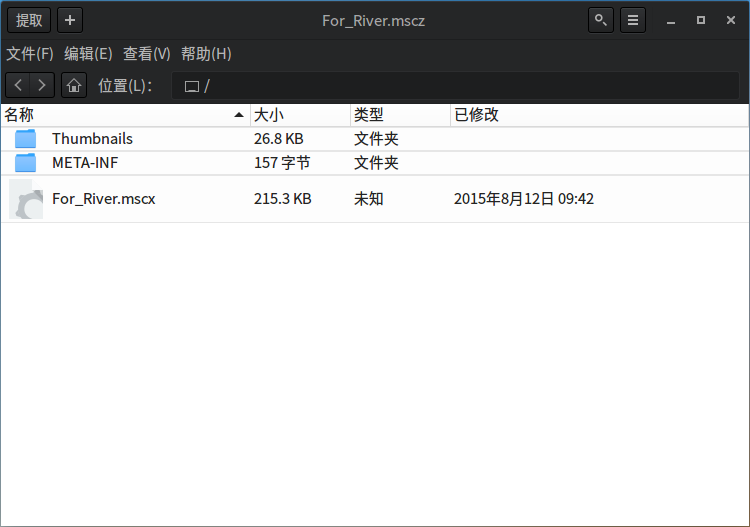 提取 For_River.mscz
文件(F) 编辑(E) 查看(V) 帮助(H)
位置(L)： /
名称 大小 类型 已修改
Thumbnails 26.8 KB 文件夹
META-INF 157 字节 文件夹
For_River.mscx 215.3 KB 未知 2015年8月12日 09:42